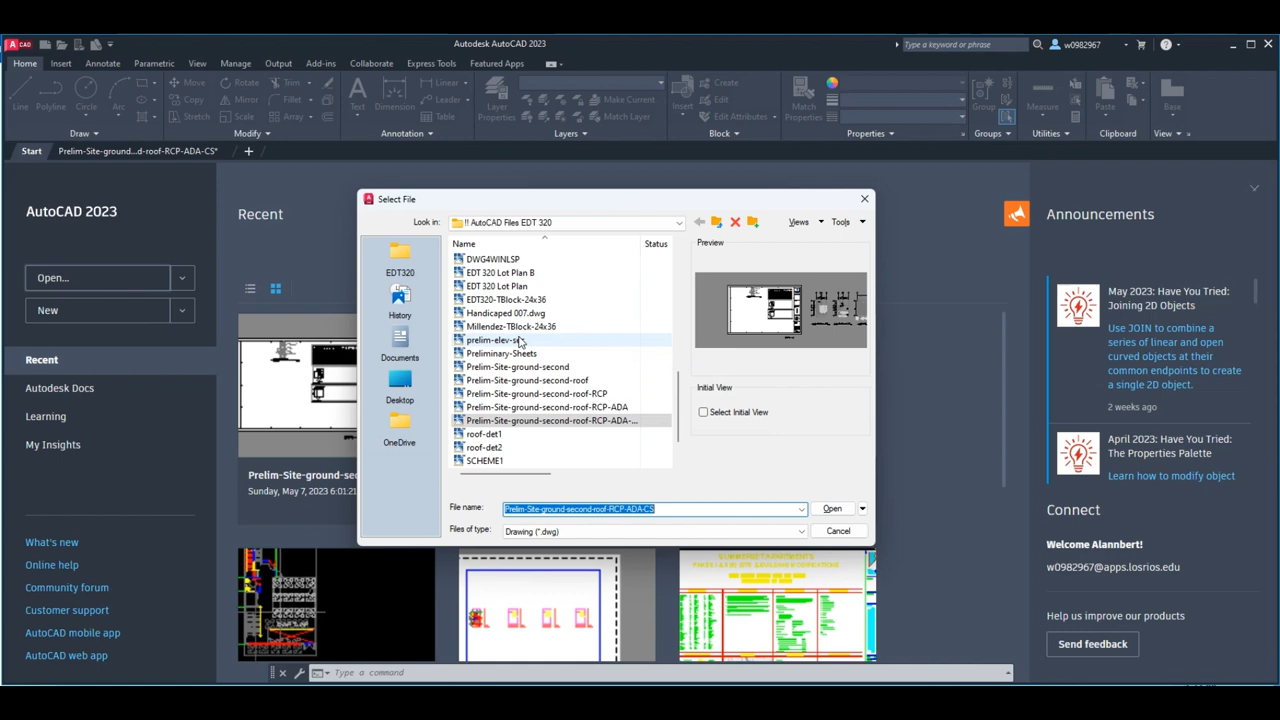 CAD
Autodesk AutoCAD 2023
Type a keyword or phrase
w0982967
Home Insert Annotate Parametric View Manage Output Add-ins Collaborate Express Tools Featured Apps
Line Polyline Circle Arc
Move Rotate Trim
Copy Mirror Fillet
Stretch Scale Array
Text Dimension
Linear
Leader
Table
Layer Properties
Make Current
Match Layer
Insert
Create
Edit
Edit Attributes
Match Properties
Group
Measure
Paste
Base
Draw Modify Annotation Layers Block Properties Groups Utilities Clipboard View
Start Prelim-Site-ground...d-roof-RCP-ADA-CS*
AutoCAD 2023
Open...
New
Recent
Autodesk Docs
Learning
My Insights
What's new
Online help
Community forum
Customer support
AutoCAD mobile app
AutoCAD web app
Recent
Prelim-Site-ground-sec
Sunday, May 7, 2023 6:01:21
Select File
Look in: !! AutoCAD Files EDT 320
Views Tools
EDT320
History
Documents
Desktop
OneDrive
Name Status
DWG4WINLSP
EDT 320 Lot Plan B
EDT 320 Lot Plan
EDT320-TBlock-24x36
Handicaped 007.dwg
Millendez-TBlock-24x36
Preliminary-Sheets
Prelim-Site-ground-second
Prelim-Site-ground-second-roof
Prelim-Site-ground-second-roof-RCP
Prelim-Site-ground-second-roof-RCP-ADA
Prelim-Site-ground-second-roof-RCP-ADA-...
roof-det1
roof-det2
SCHEME1
Preview
Initial View
Select Initial View
File name: Prelim-Site-ground-second-roof-RCP-ADA-CS
Open
Files of type: Drawing (*.dwg)
Cancel
Type a command
Announcements
May 2023: Have You Tried:
Joining 2D Objects
Use JOIN to combine a
series of linear and
open curved objects at
their common
endpoints to create a
single 2D object.
2 weeks ago
April 2023: Have You Tried:
The Properties Palette
Learn how to modify object
Connect
Welcome Alannbert!
w0982967@apps.losrios.edu
Help us improve our products
Send feedback